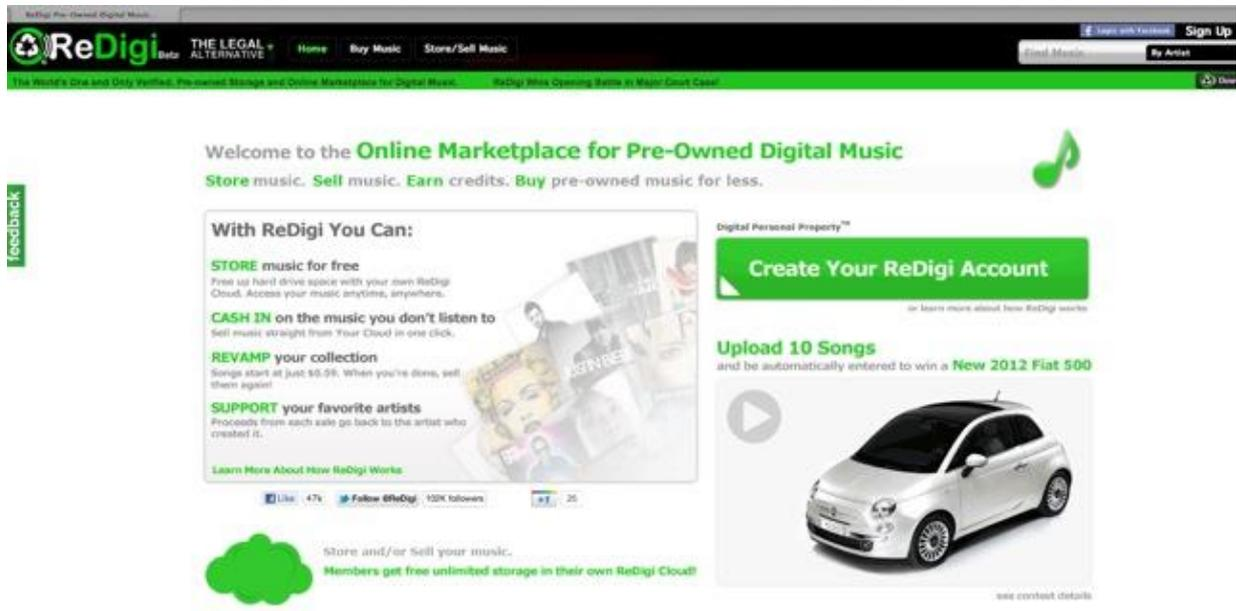 ReDigi Pre-Owned Digital Music...
ReDigi Beta
THE LEGAL
ALTERNATIVE
Home Buy Music Store/Sell Music
Login with Facebook Sign Up
Find Music By Artist
The World's One and Only Verified, Pre-owned Storage and Online Marketplace for Digital Music. ReDigi Wins Opening Battle in Major Court Case!
Welcome to the Online Marketplace for Pre-Owned Digital Music
Store music. Sell music. Earn credits. Buy pre-owned music for less.
feedback
With ReDigi You Can:
STORE music for free
Free up hard drive space with your own ReDigi
Cloud. Access your music anytime, anywhere.
CASH IN on the music you don't listen to
Sell music straight from Your Cloud in one click.
REVAMP your collection
Songs start at just $0.59. When you're done, sell
them again!
SUPPORT your favorite artists
Proceeds from each sale go back to the artist who
created it.
Learn More About How ReDigi Works
Like 47k Follow @ReDigi 102K followers +1 25
Store and/or Sell your music.
Members get free unlimited storage in their own ReDigi Cloud!
Digital Personal Property™
Create Your ReDigi Account
or learn more about how ReDigi works
Upload 10 Songs
and be automatically entered to win a New 2012 Fiat 500
see contest details